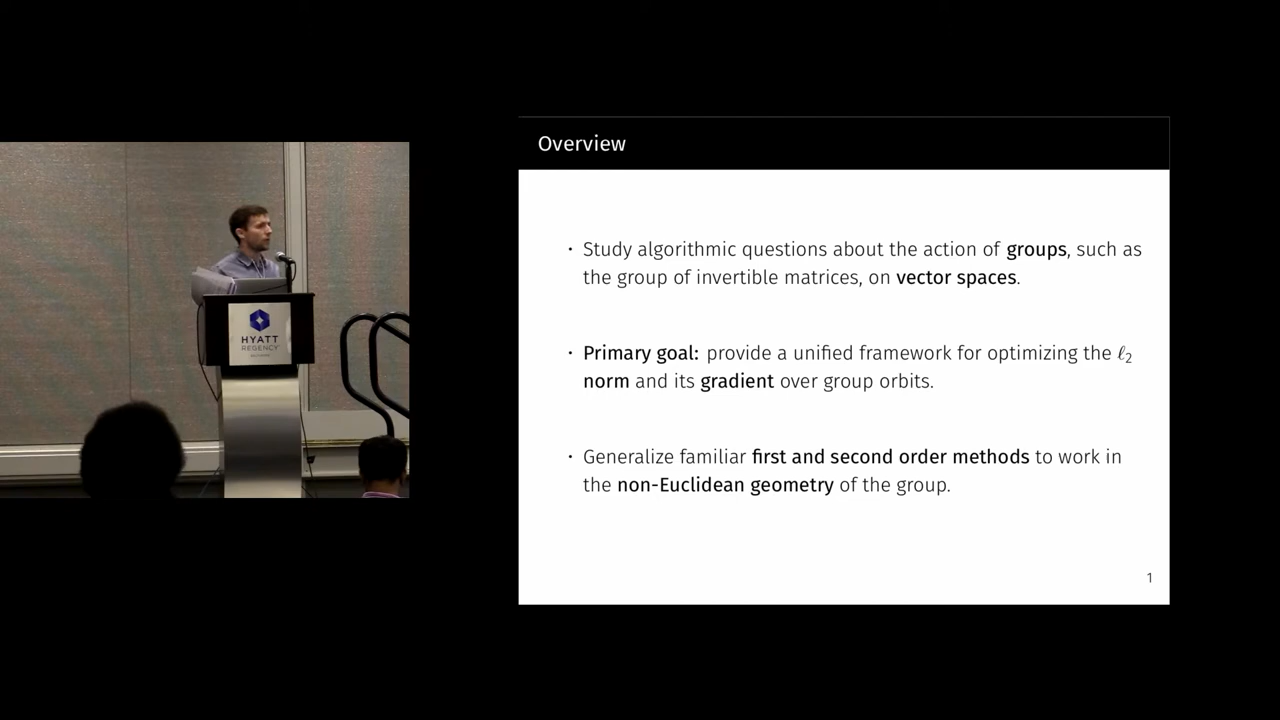 HYATT
REGENCY
Overview
· Study algorithmic questions about the action of groups, such as
the group of invertible matrices, on vector spaces.
· Primary goal: provide a unified framework for optimizing the ℓ₂
norm and its gradient over group orbits.
· Generalize familiar first and second order methods to work in
the non-Euclidean geometry of the group.
1